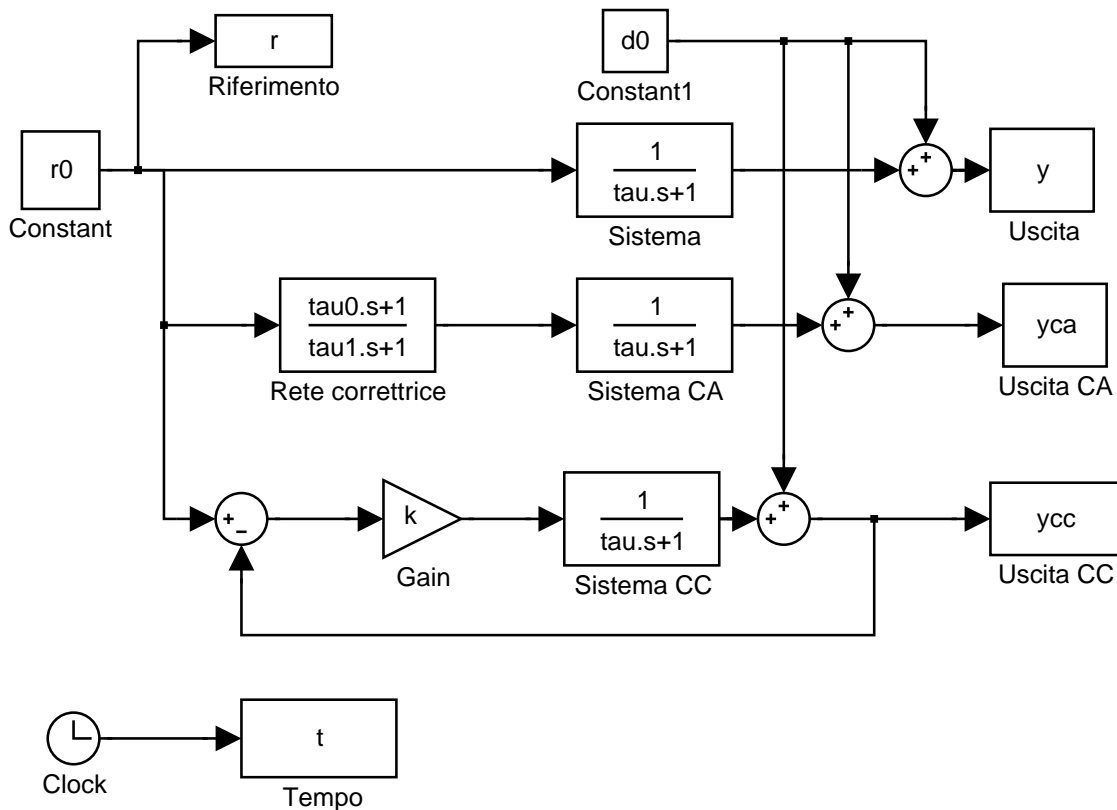 r
Riferimento
d0
Constant1
r0
Constant
1
tau.s+1
Sistema
+
+
y
Uscita
tau0.s+1
tau1.s+1
Rete correttrice
1
tau.s+1
Sistema CA
+
+
yca
Uscita CA
+
−
k
Gain
1
tau.s+1
Sistema CC
+
+
ycc
Uscita CC
Clock
t
Tempo